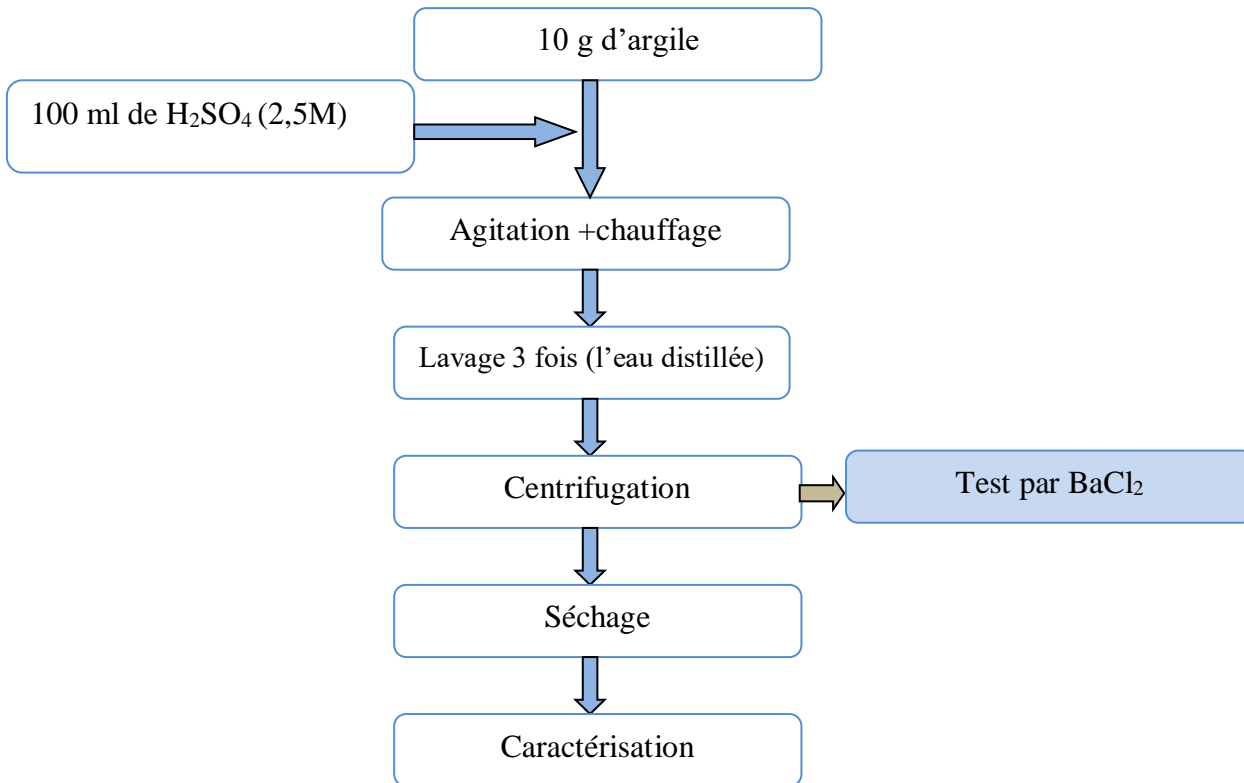 10 g d’argile
100 ml de H₂SO₄ (2,5M)
Agitation +chauffage
Lavage 3 fois (l’eau distillée)
Centrifugation
Test par BaCl₂
Séchage
Caractérisation